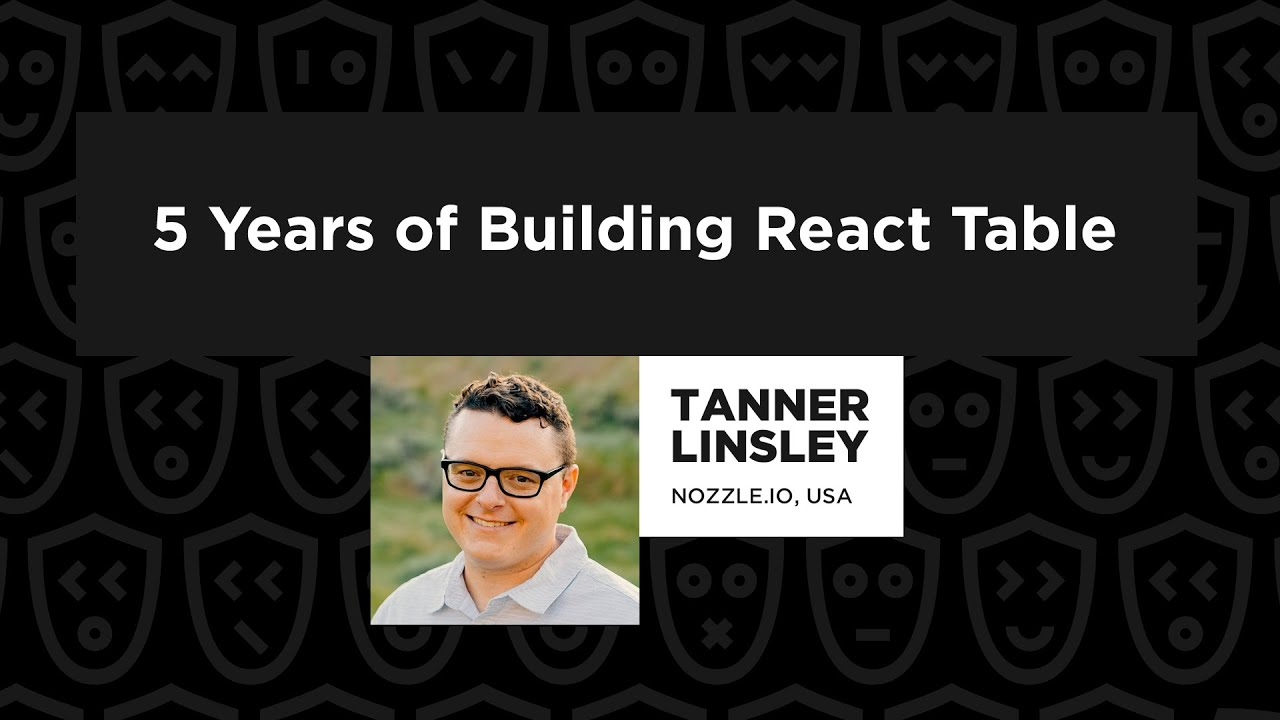 5 Years of Building React Table
TANNER
LINSLEY
NOZZLE.IO, USA